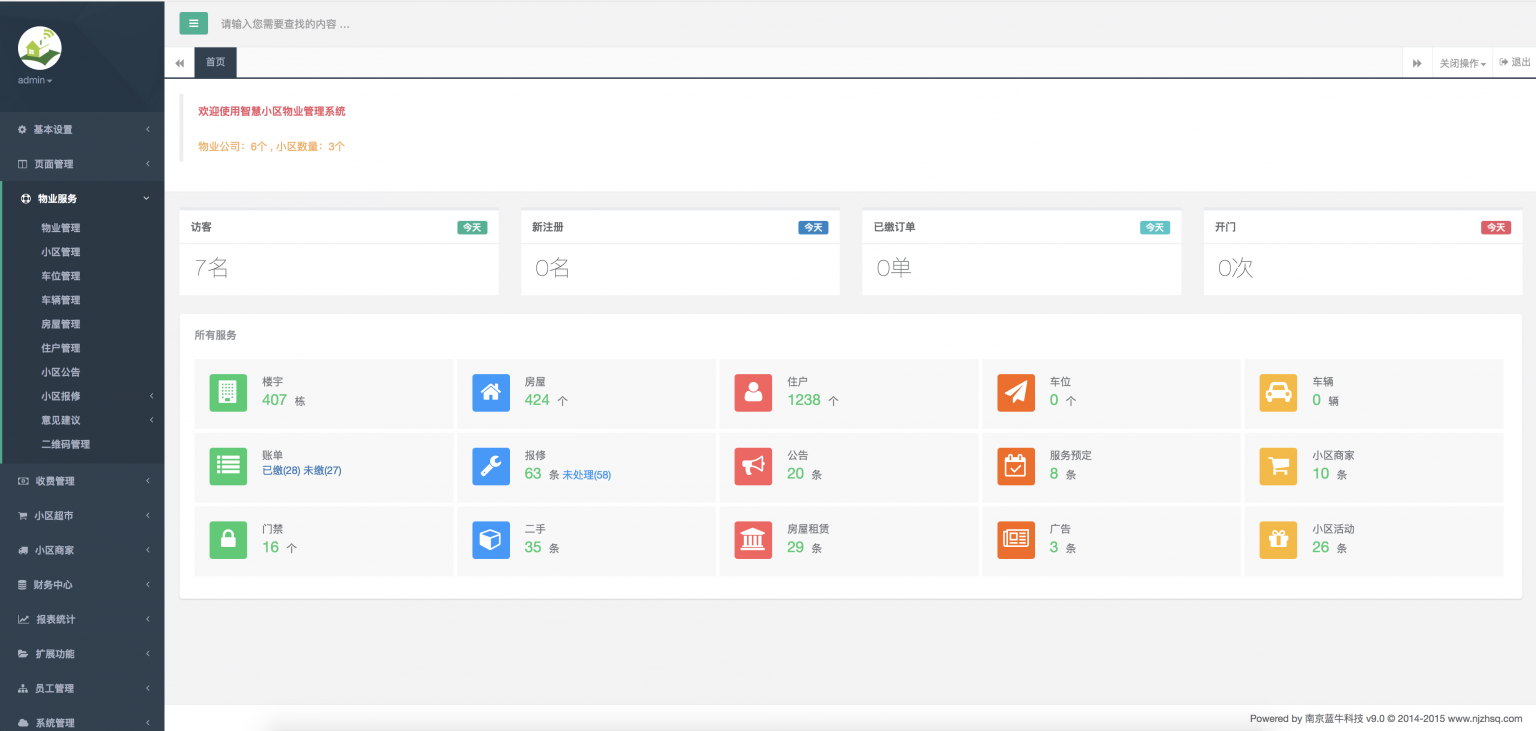 admin
基本设置
页面管理
物业服务
物业管理
小区管理
车位管理
车辆管理
房屋管理
住户管理
小区公告
小区报修
意见建议
二维码管理
收费管理
小区超市
小区商家
财务中心
报表统计
扩展功能
员工管理
系统管理
请输入您需要查找的内容 …
首页 关闭操作 退出
欢迎使用智慧小区物业管理系统
物业公司：6个 , 小区数量：3个
访客 今天 新注册 今天 已缴订单 今天 开门 今天
7名 0名 0单 0次
所有服务
楼宇 房屋 住户 车位 车辆
407 栋 424 个 1238 个 0 个 0 辆
账单 报修 公告 服务预定 小区商家
已缴(28) 未缴(27) 63 条 未处理(58) 20 条 8 条 10 条
门禁 二手 房屋租赁 广告 小区活动
16 个 35 条 29 条 3 条 26 条
Powered by 南京蓝牛科技 v9.0 © 2014-2015 www.njzhsq.com